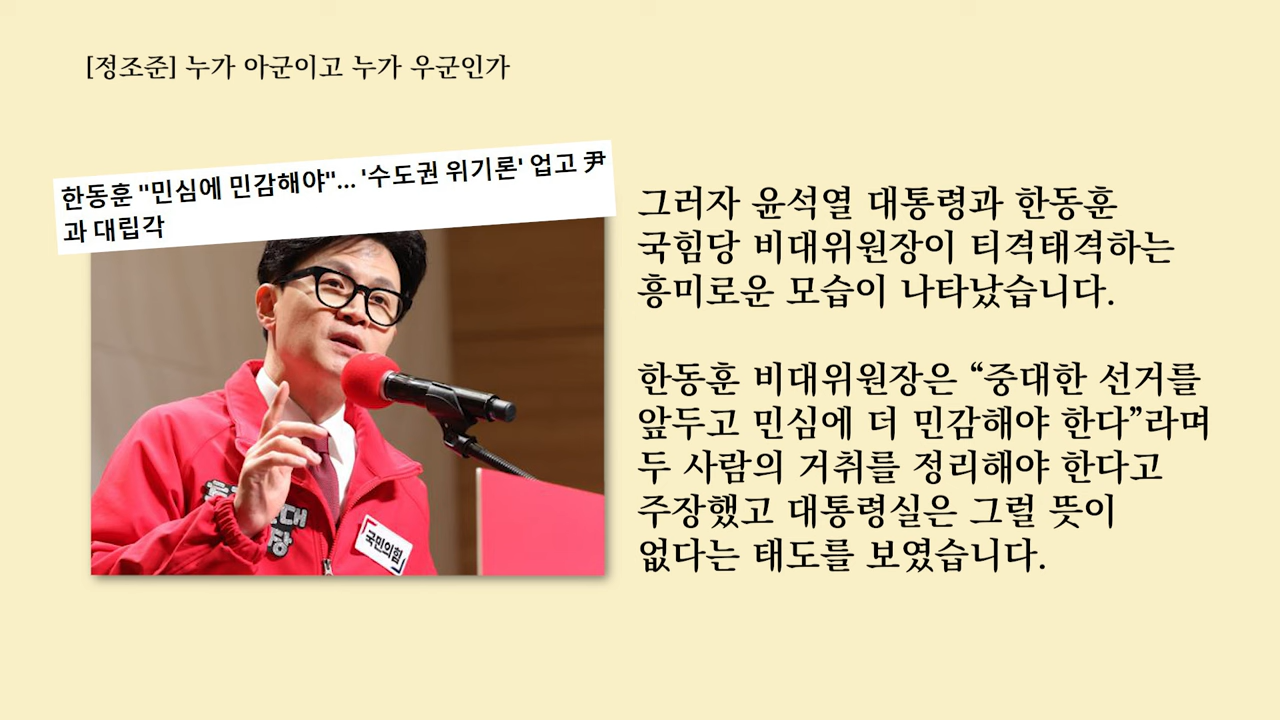 [정조준] 누가 아군이고 누가 우군인가
한동훈 "민심에 민감해야"... '수도권 위기론' 업고 尹
과 대립각
그러자 윤석열 대통령과 한동훈
국힘당 비대위원장이 티격태격하는
흥미로운 모습이 나타났습니다.
한동훈 비대위원장은 “중대한 선거를
앞두고 민심에 더 민감해야 한다”라며
두 사람의 거취를 정리해야 한다고
주장했고 대통령실은 그럴 뜻이
없다는 태도를 보였습니다.
국민의힘